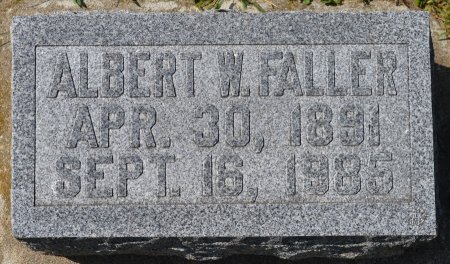 ALBERT W. FALLER
APR. 30, 1891
SEPT. 16, 1985